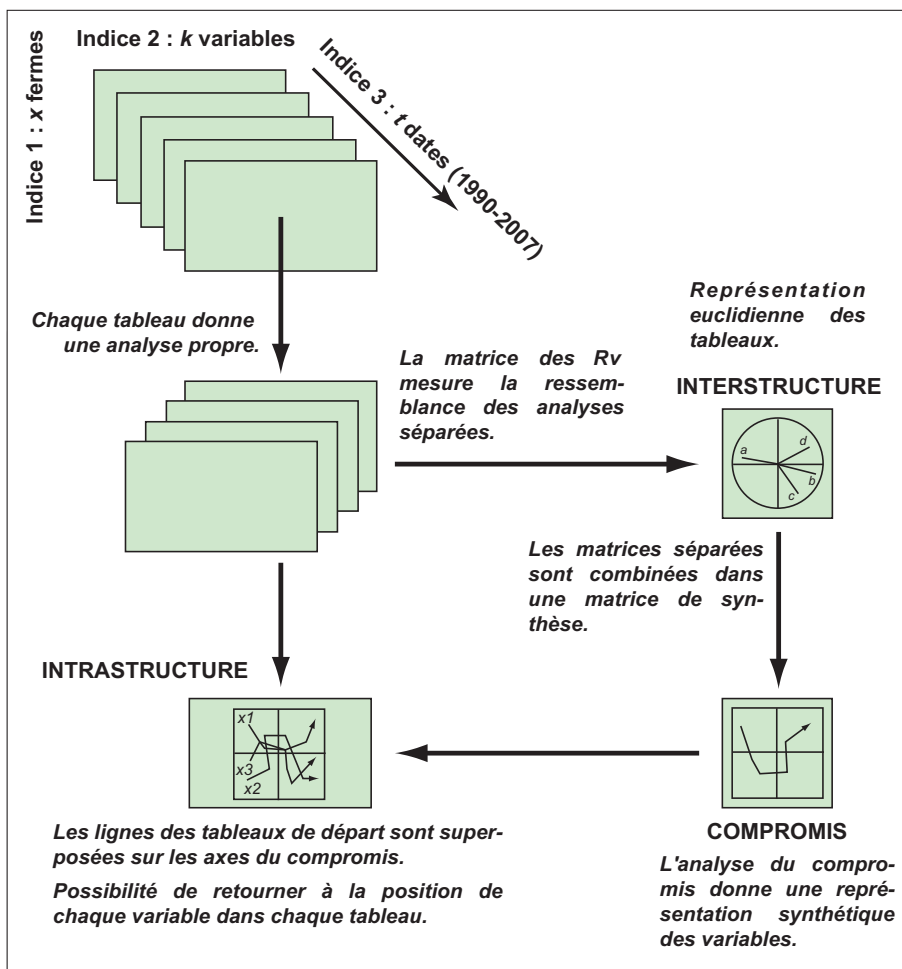 Indice 2 : k variables
Indice 1 : x fermes
Indice 3 : t dates (1990-2007)
Chaque tableau donne
une analyse propre.
La matrice des Rv
mesure la ressem-
blance des analyses
séparées.
Représentation
euclidienne des
tableaux.
INTERSTRUCTURE
a
d
b
c
Les matrices séparées
sont combinées dans
une matrice de syn-
thèse.
INTRASTRUCTURE
x1
x3
x2
Les lignes des tableaux de départ sont super-
posées sur les axes du compromis.
Possibilité de retourner à la position de
chaque variable dans chaque tableau.
COMPROMIS
L'analyse du compro-
mis donne une repré-
sentation synthétique
des variables.